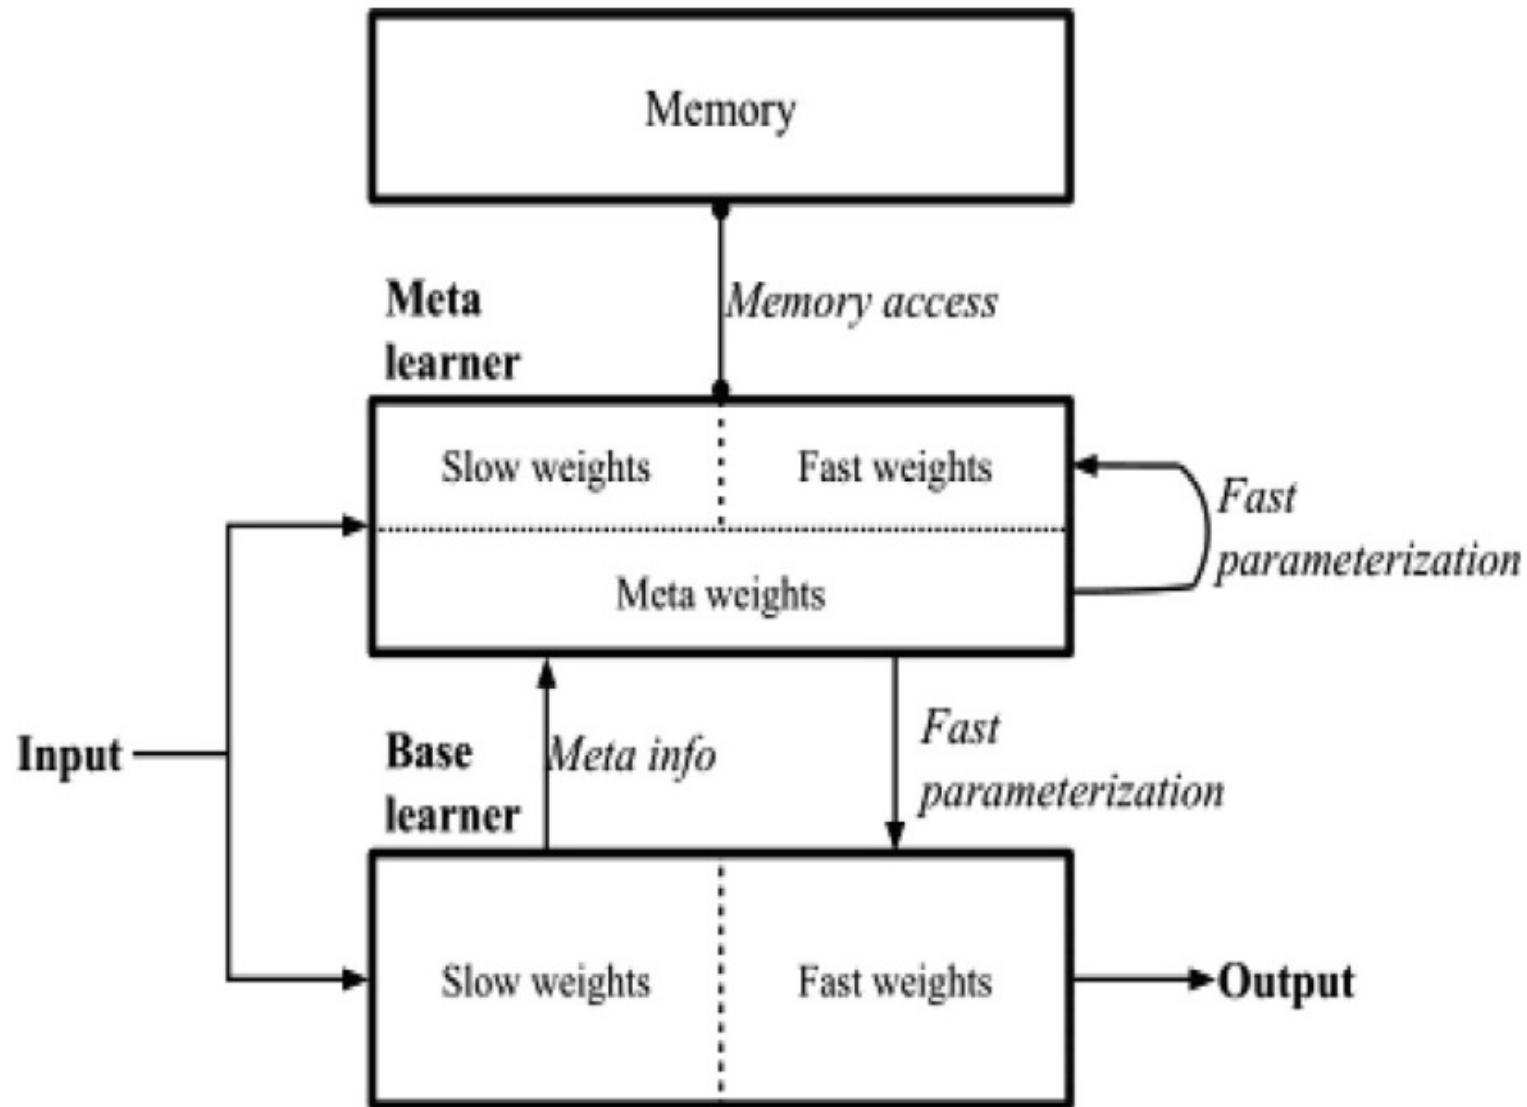 Memory
Memory access
Meta
learner
Slow weights
Fast weights
Fast
parameterization
Meta weights
Input
Base
learner
Meta info
Fast
parameterization
Slow weights
Fast weights
Output